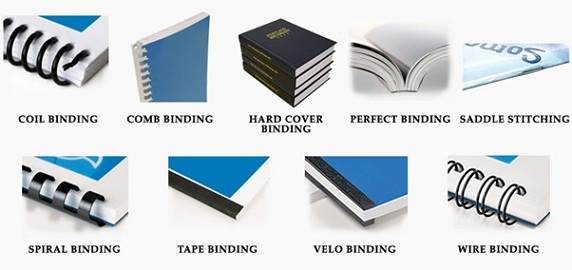 COIL BINDING
COMB BINDING
HARD COVER
BINDING
PERFECT BINDING
SADDLE STITCHING
SPIRAL BINDING
TAPE BINDING
VELO BINDING
WIRE BINDING